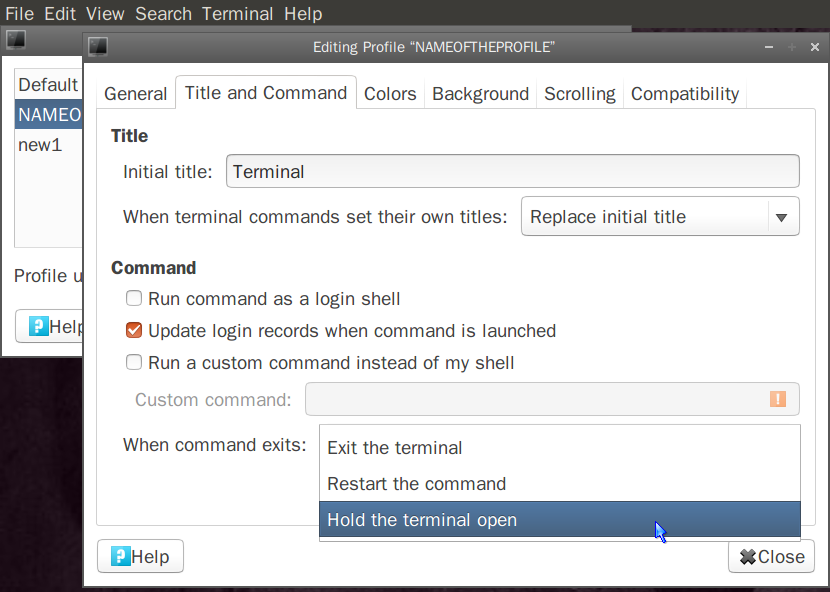 File Edit View Search Terminal Help
Editing Profile “NAMEOFTHEPROFILE”
Default
NAMEO
new1
Profile u
Help
General Title and Command Colors Background Scrolling Compatibility
Title
Initial title: Terminal
When terminal commands set their own titles: Replace initial title
Command
Run command as a login shell
Update login records when command is launched
Run a custom command instead of my shell
Custom command:
When command exits:
Exit the terminal
Restart the command
Hold the terminal open
Help Close